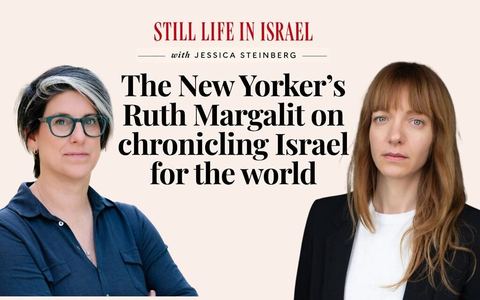 STILL LIFE IN ISRAEL
with JESSICA STEINBERG
The New Yorker’s
Ruth Margalit on
chronicling Israel
for the world